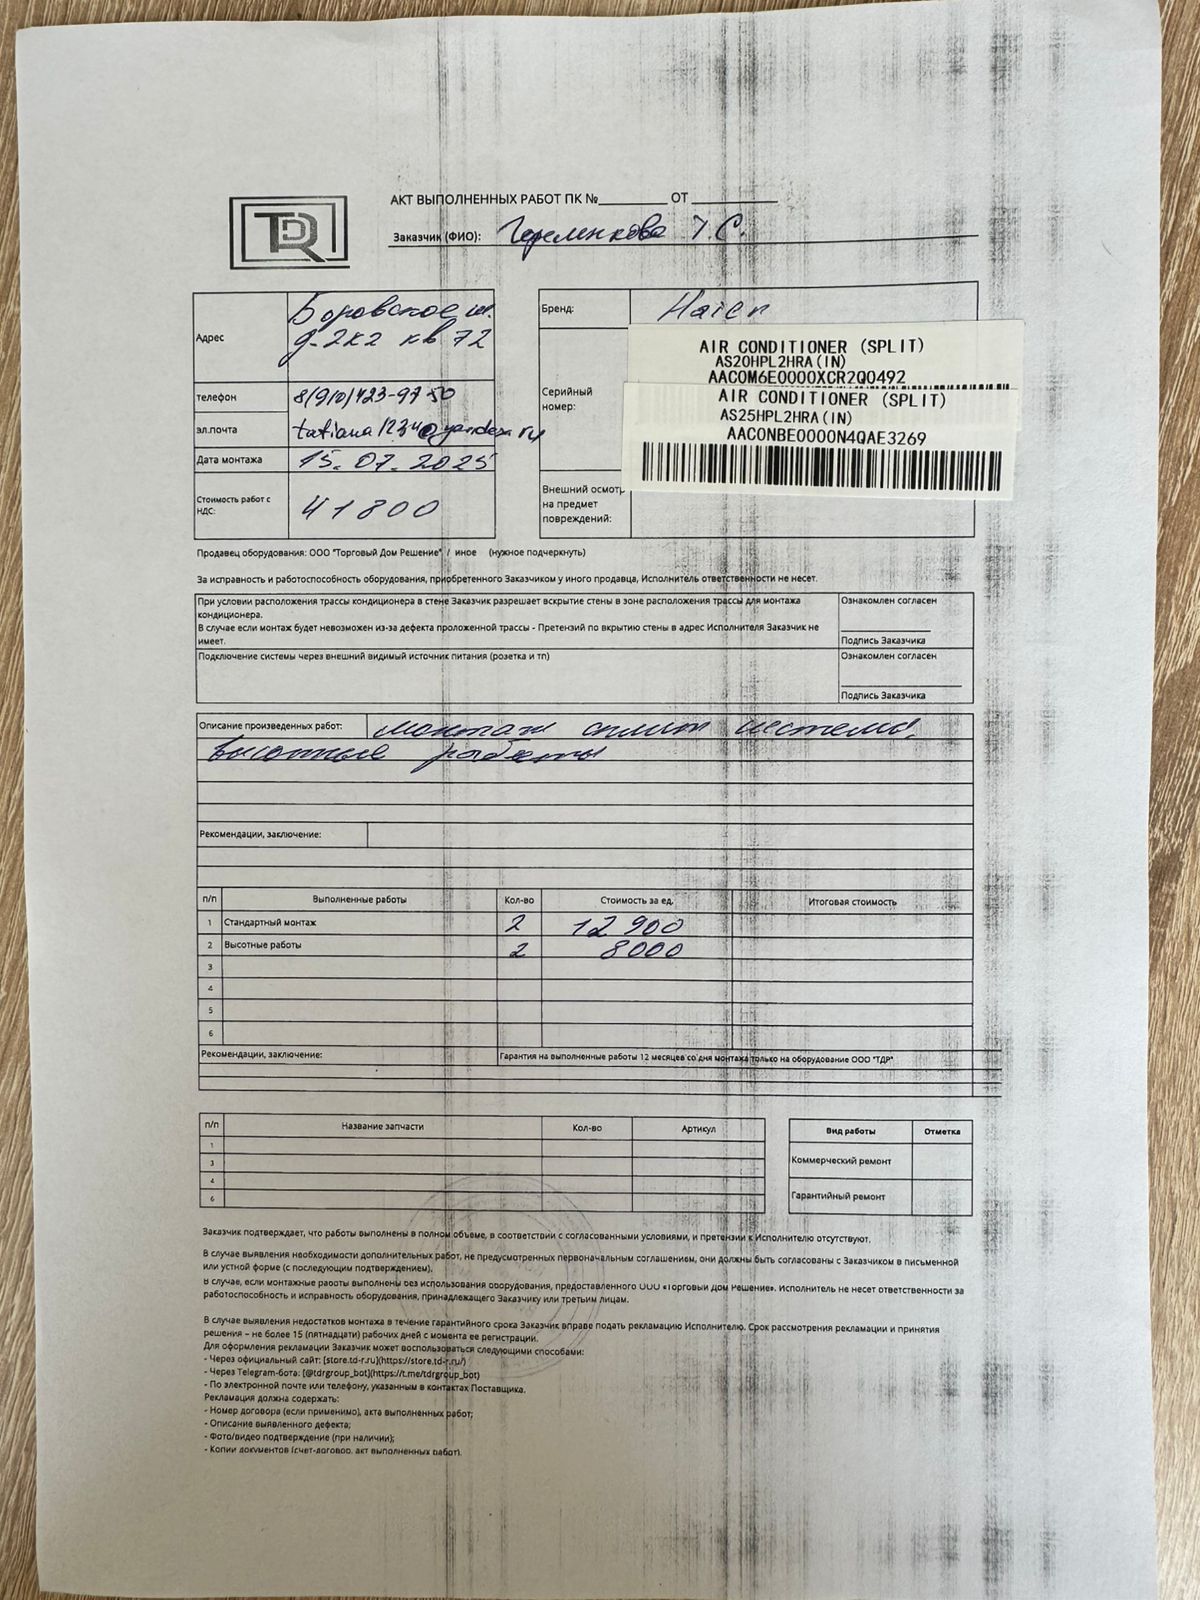 TDR
АКТ ВЫПОЛНЕННЫХ РАБОТ ПК №________ ОТ __________
Заказчик (ФИО): Череменкова Т. С.
Адрес
Боровское ш.
д-2к2 кв 72
телефон 8(910)423-97-50
эл.почта tatiana1234@yandex.ru
Дата монтажа 15.07.2025
Стоимость работ с НДС: 41800
Бренд: Haier
Серийный номер:
AIR CONDITIONER (SPLIT)
AS20HPL2HRA(IN)
AAC0M6E0000XCR2Q0492
AIR CONDITIONER (SPLIT)
AS25HPL2HRA(IN)
AAC0NBE0000N4QAE3269
Внешний осмотр
на предмет
повреждений:
Продавец оборудования: ООО "Торговый Дом Решение" / иное (нужное подчеркнуть)
За исправность и работоспособность оборудования, приобретенного Заказчиком у иного продавца, Исполнитель ответственности не несет.
При условии расположения трассы кондиционера в стене Заказчик разрешает вскрытие стены в зоне расположения трассы для монтажа
кондиционера.
В случае если монтаж будет невозможен из-за дефекта проложенной трассы - Претензий по вкрытию стены в адрес Исполнителя Заказчик не
имеет.
Ознакомлен согласен
Подпись Заказчика
Подключение системы через внешний видимый источник питания (розетка и тп)
Ознакомлен согласен
Подпись Заказчика
Описание произведенных работ: монтаж сплит системы,
высотные работы
Рекомендации, заключение:
п/п Выполненные работы Кол-во Стоимость за ед. Итоговая стоимость
1 Стандартный монтаж 2 12 900
2 Высотные работы 2 8000
3
4
5
6
Рекомендации, заключение: Гарантия на выполненные работы 12 месяцев со дня монтажа только на оборудование ООО "ТДР"
п/п Название запчасти Кол-во Артикул
1
3
4
6
Вид работы Отметка
Коммерческий ремонт
Гарантийный ремонт
Заказчик подтверждает, что работы выполнены в полном объеме, в соответствии с согласованными условиями, и претензии к Исполнителю отсутствуют.
В случае выявления необходимости дополнительных работ, не предусмотренных первоначальным соглашением, они должны быть согласованы с Заказчиком в письменной
или устной форме (с последующим подтверждением).
В случае, если монтажные работы выполнены без использования оборудования, предоставленного ООО «Торговый Дом Решение». Исполнитель не несет ответственности за
работоспособность и исправность оборудования, принадлежащего Заказчику или третьим лицам.
В случае выявления недостатков монтажа в течение гарантийного срока Заказчик вправе подать рекламацию Исполнителю. Срок рассмотрения рекламации и принятия
решения – не более 15 (пятнадцати) рабочих дней с момента ее регистрации.
Для оформления рекламации Заказчик может воспользоваться следующими способами:
- Через официальный сайт: [store.td-r.ru](https://store.td-r.ru/)
- Через Telegram-бота: [@tdrgroup_bot](https://t.me/tdrgroup_bot)
- По электронной почте или телефону, указанным в контактах Поставщика.
Рекламация должна содержать:
- Номер договора (если применимо), акта выполненных работ;
- Описание выявленного дефекта;
- Фото/видео подтверждение (при наличии);
- Копии документов (счет-договор, акт выполненных работ).